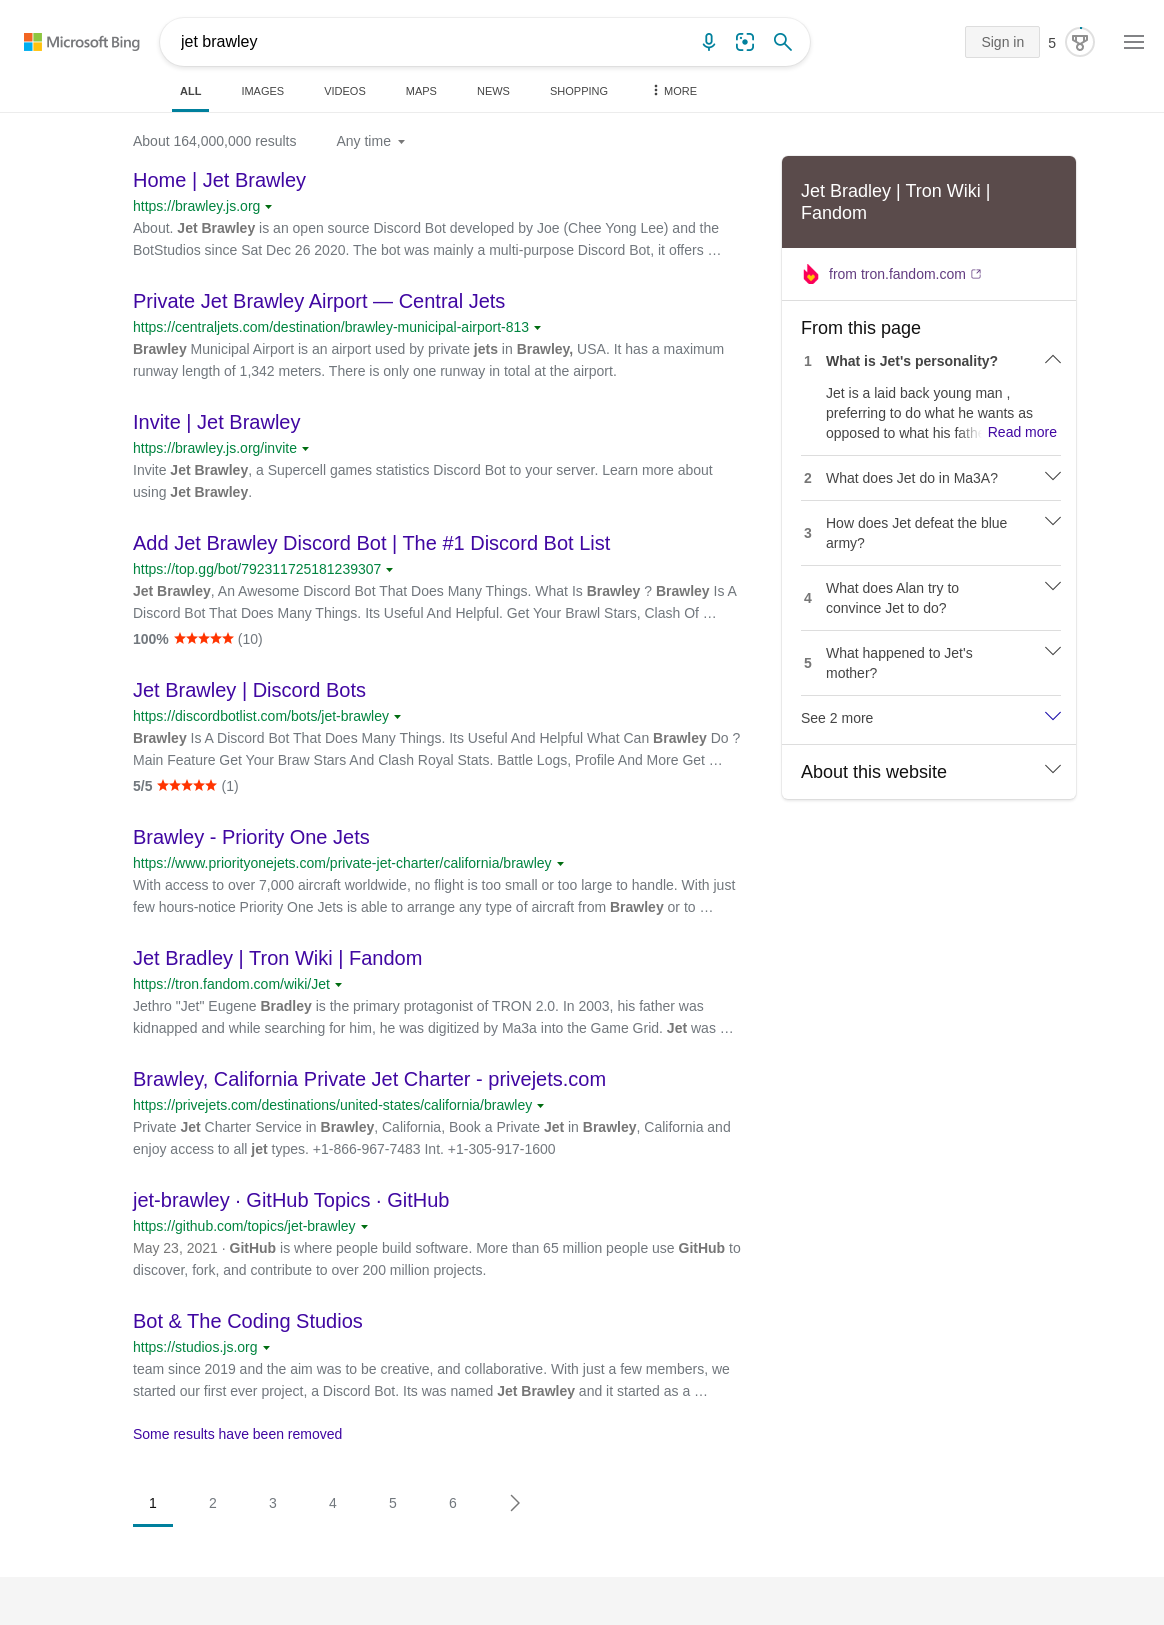 Microsoft Bing
jet brawley
Sign in
5
ALL
IMAGES
VIDEOS
MAPS
NEWS
SHOPPING
MORE
About 164,000,000 results
Any time
Home | Jet Brawley
https://brawley.js.org
About. Jet Brawley is an open source Discord Bot developed by Joe (Chee Yong Lee) and the
BotStudios since Sat Dec 26 2020. The bot was mainly a multi-purpose Discord Bot, it offers …
Private Jet Brawley Airport — Central Jets
https://centraljets.com/destination/brawley-municipal-airport-813
Brawley Municipal Airport is an airport used by private jets in Brawley, USA. It has a maximum
runway length of 1,342 meters. There is only one runway in total at the airport.
Invite | Jet Brawley
https://brawley.js.org/invite
Invite Jet Brawley, a Supercell games statistics Discord Bot to your server. Learn more about
using Jet Brawley.
Add Jet Brawley Discord Bot | The #1 Discord Bot List
https://top.gg/bot/792311725181239307
Jet Brawley, An Awesome Discord Bot That Does Many Things. What Is Brawley ? Brawley Is A
Discord Bot That Does Many Things. Its Useful And Helpful. Get Your Brawl Stars, Clash Of …
100% ★★★★★ (10)
Jet Brawley | Discord Bots
https://discordbotlist.com/bots/jet-brawley
Brawley Is A Discord Bot That Does Many Things. Its Useful And Helpful What Can Brawley Do ?
Main Feature Get Your Braw Stars And Clash Royal Stats. Battle Logs, Profile And More Get …
5/5 ★★★★★ (1)
Brawley - Priority One Jets
https://www.priorityonejets.com/private-jet-charter/california/brawley
With access to over 7,000 aircraft worldwide, no flight is too small or too large to handle. With just
few hours-notice Priority One Jets is able to arrange any type of aircraft from Brawley or to …
Jet Bradley | Tron Wiki | Fandom
https://tron.fandom.com/wiki/Jet
Jethro "Jet" Eugene Bradley is the primary protagonist of TRON 2.0. In 2003, his father was
kidnapped and while searching for him, he was digitized by Ma3a into the Game Grid. Jet was …
Brawley, California Private Jet Charter - privejets.com
https://privejets.com/destinations/united-states/california/brawley
Private Jet Charter Service in Brawley, California, Book a Private Jet in Brawley, California and
enjoy access to all jet types. +1-866-967-7483 Int. +1-305-917-1600
jet-brawley · GitHub Topics · GitHub
https://github.com/topics/jet-brawley
May 23, 2021 · GitHub is where people build software. More than 65 million people use GitHub to
discover, fork, and contribute to over 200 million projects.
Bot & The Coding Studios
https://studios.js.org
team since 2019 and the aim was to be creative, and collaborative. With just a few members, we
started our first ever project, a Discord Bot. Its was named Jet Brawley and it started as a …
Some results have been removed
1
2
3
4
5
6
Jet Bradley | Tron Wiki |
Fandom
from tron.fandom.com
From this page
1 What is Jet's personality?
Jet is a laid back young man ,
preferring to do what he wants as
opposed to what his fath Read more
2 What does Jet do in Ma3A?
3 How does Jet defeat the blue
army?
4 What does Alan try to
convince Jet to do?
5 What happened to Jet's
mother?
See 2 more
About this website